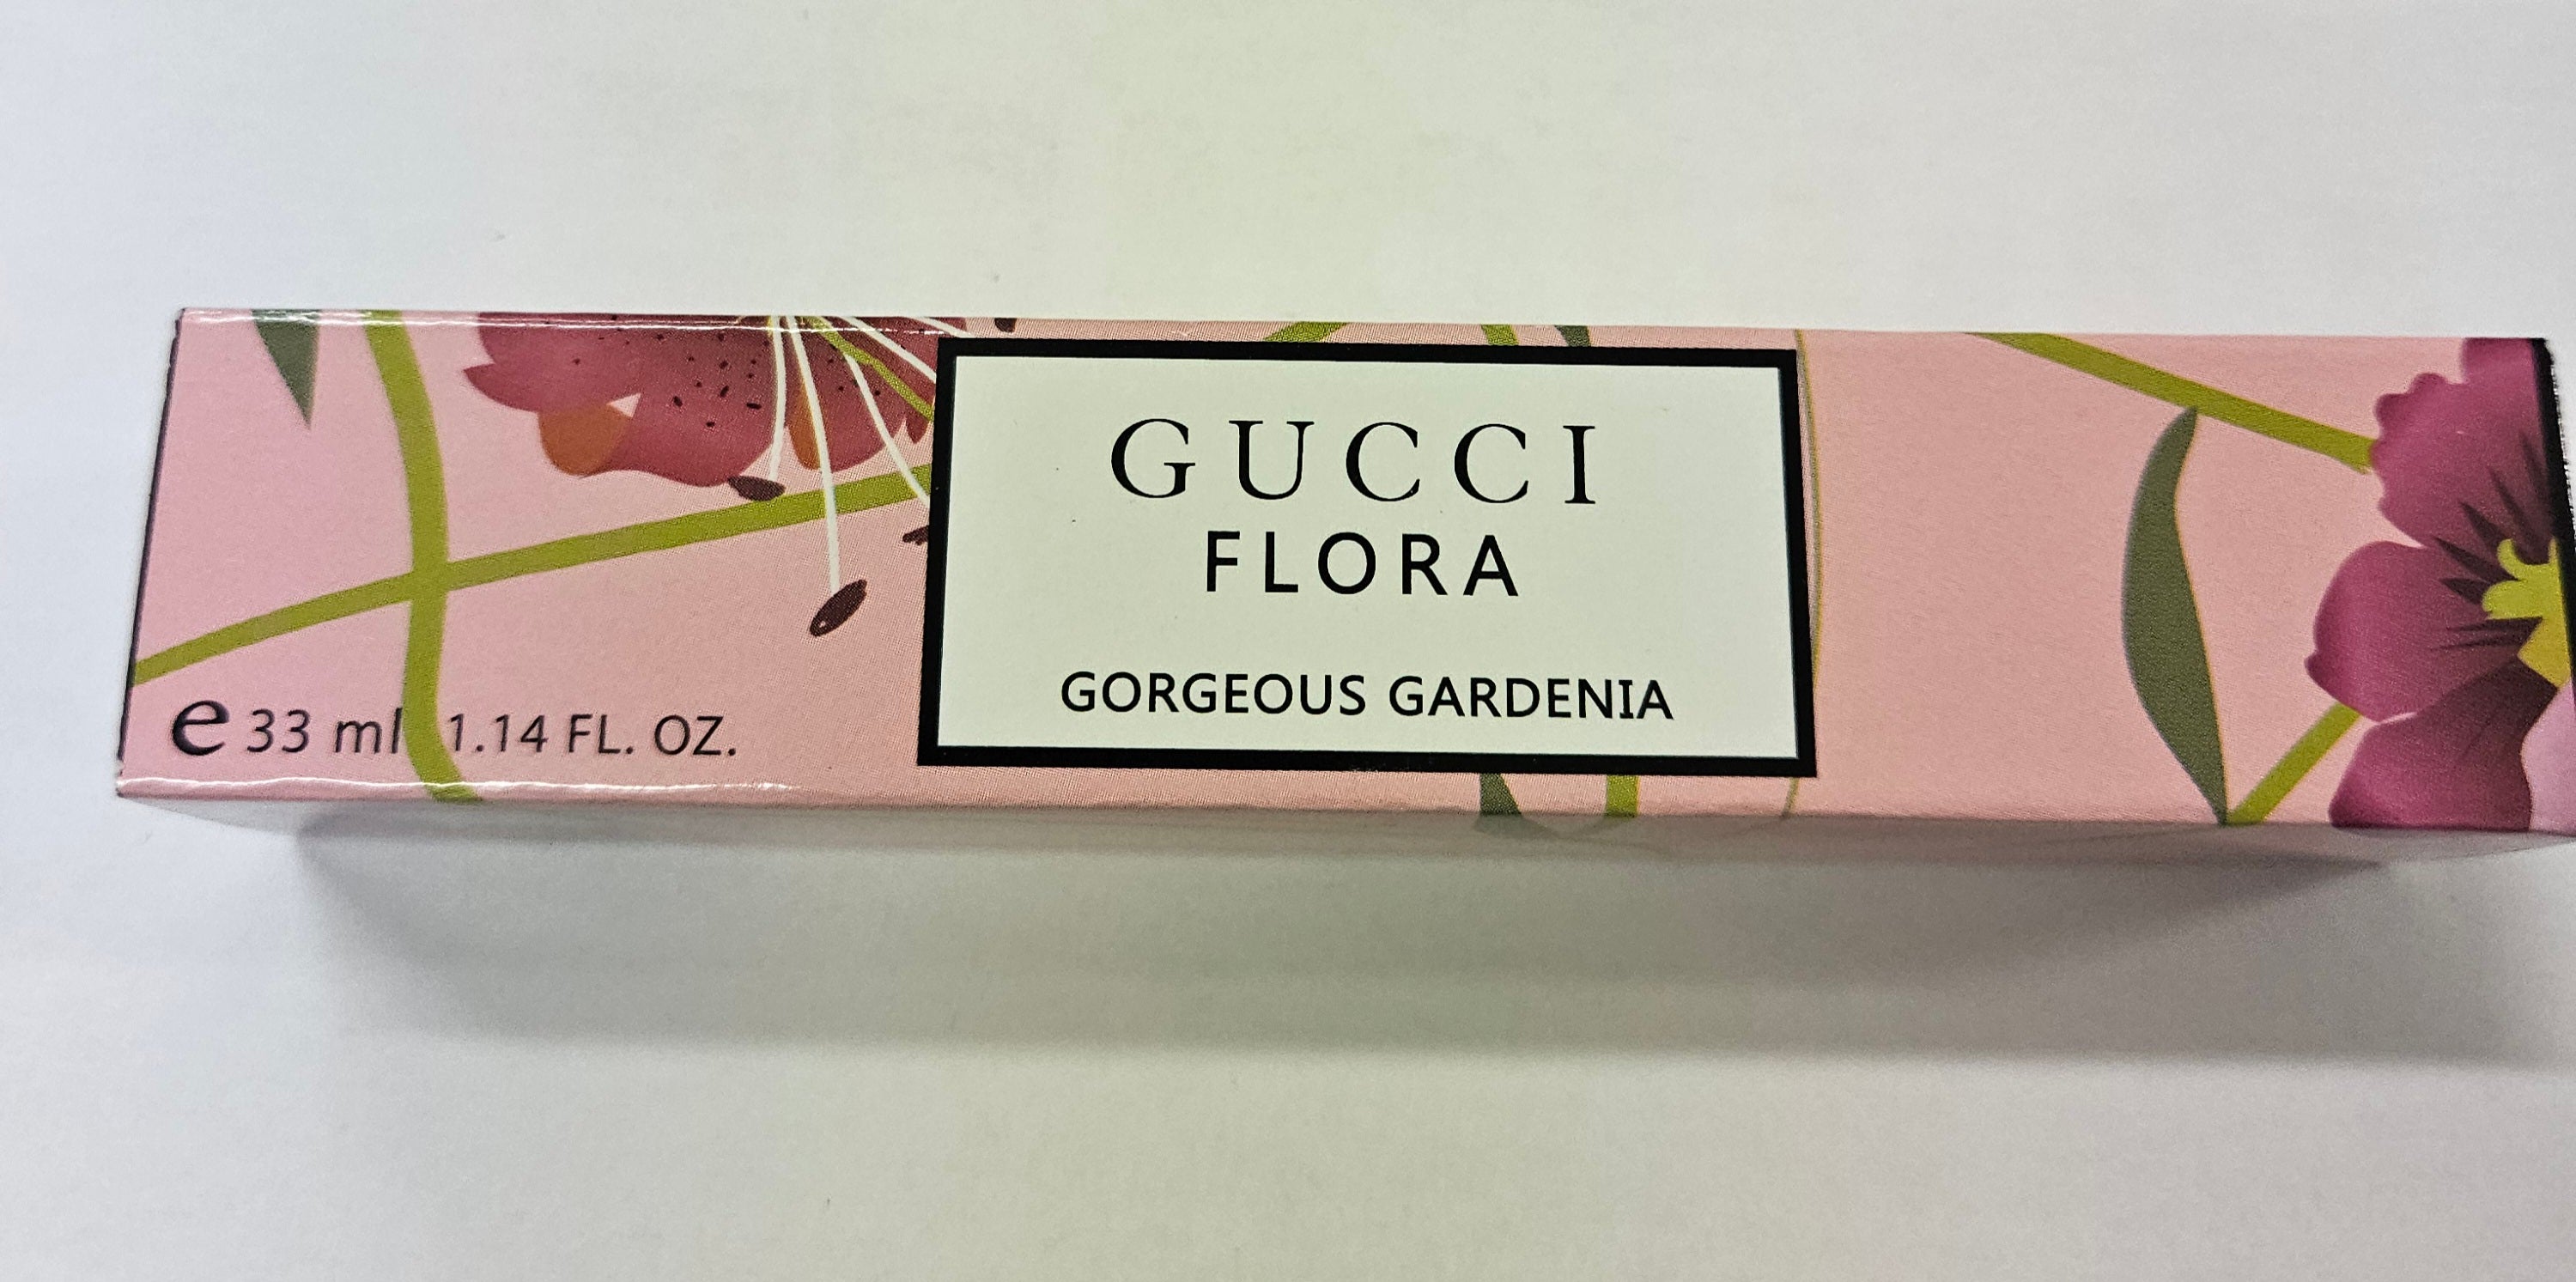 GUCCI
FLORA
GORGEOUS GARDENIA
e 33 ml 1.14 FL. OZ.